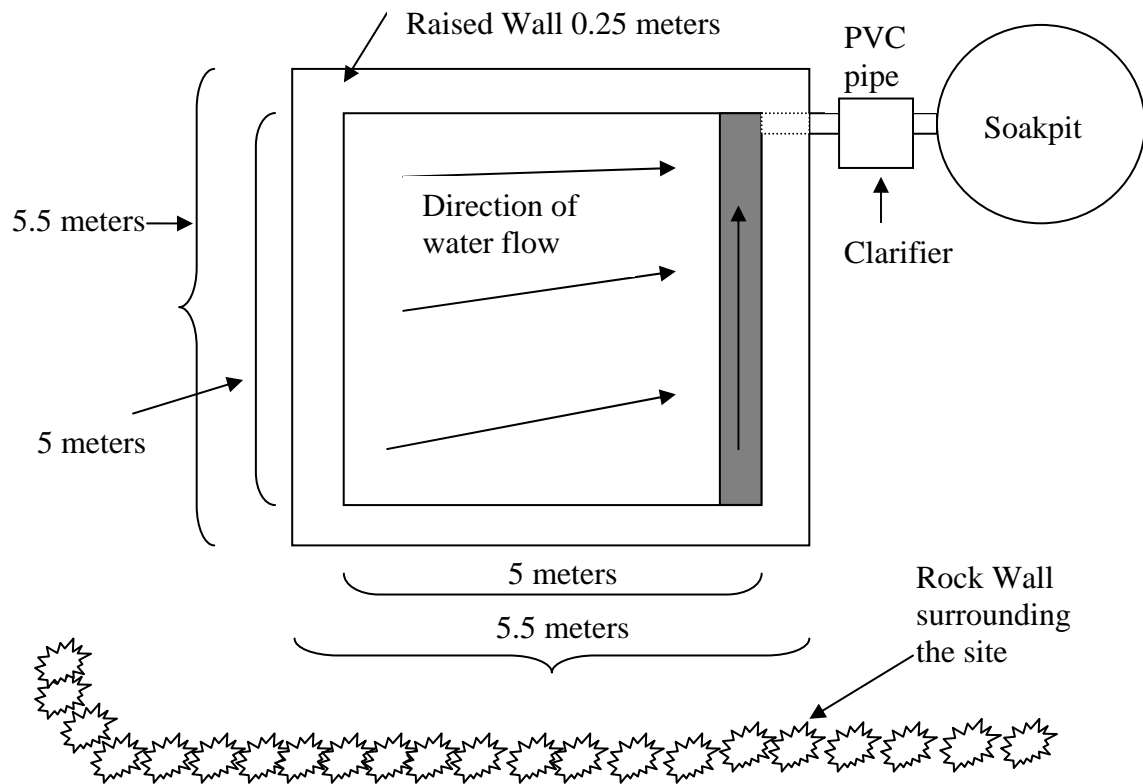 Raised Wall 0.25 meters
PVC
pipe
Soakpit
5.5 meters
Direction of
water flow
Clarifier
5 meters
5 meters
5.5 meters
Rock Wall
surrounding
the site